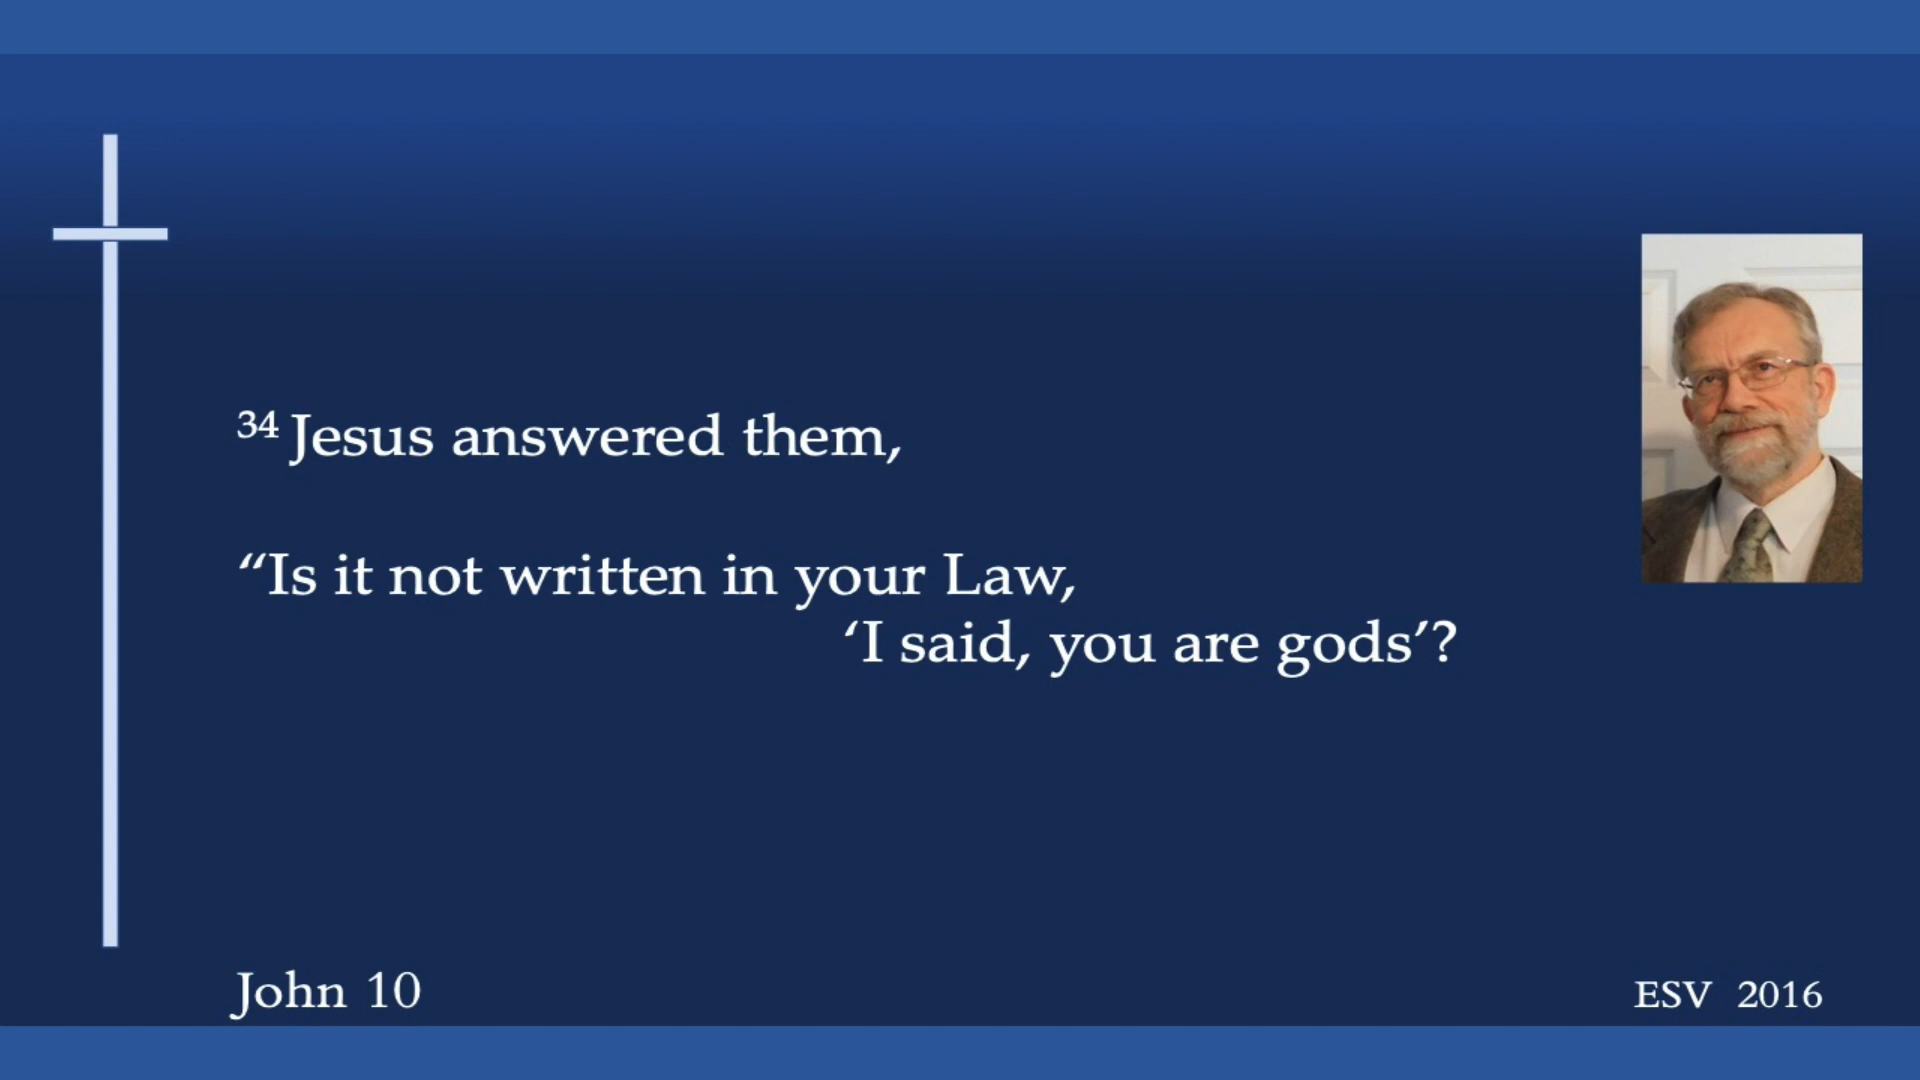 ³⁴ Jesus answered them,
“Is it not written in your Law,
‘I said, you are gods’?
John 10
ESV 2016